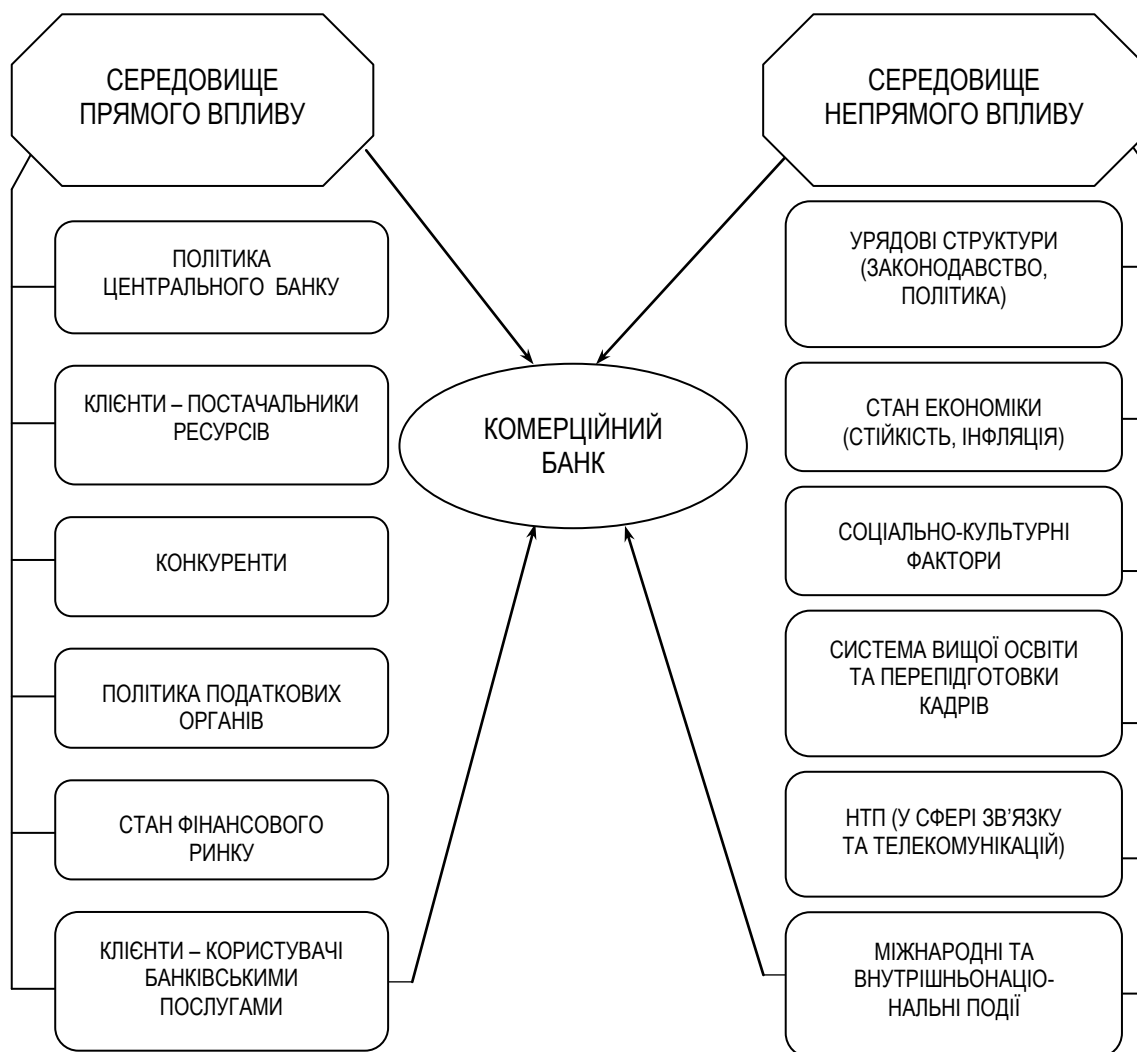 СЕРЕДОВИЩЕ
ПРЯМОГО ВПЛИВУ
ПОЛІТИКА
ЦЕНТРАЛЬНОГО БАНКУ
КЛІЄНТИ – ПОСТАЧАЛЬНИКИ
РЕСУРСІВ
КОНКУРЕНТИ
ПОЛІТИКА ПОДАТКОВИХ
ОРГАНІВ
СТАН ФІНАНСОВОГО
РИНКУ
КЛІЄНТИ – КОРИСТУВАЧІ
БАНКІВСЬКИМИ
ПОСЛУГАМИ
КОМЕРЦІЙНИЙ
БАНК
СЕРЕДОВИЩЕ
НЕПРЯМОГО ВПЛИВУ
УРЯДОВІ СТРУКТУРИ
(ЗАКОНОДАВСТВО,
ПОЛІТИКА)
СТАН ЕКОНОМІКИ
(СТІЙКІСТЬ, ІНФЛЯЦІЯ)
СОЦІАЛЬНО-КУЛЬТУРНІ
ФАКТОРИ
СИСТЕМА ВИЩОЇ ОСВІТИ
ТА ПЕРЕПІДГОТОВКИ
КАДРІВ
НТП (У СФЕРІ ЗВ’ЯЗКУ
ТА ТЕЛЕКОМУНІКАЦІЙ)
МІЖНАРОДНІ ТА
ВНУТРІШНЬОНАЦІО-
НАЛЬНІ ПОДІЇ